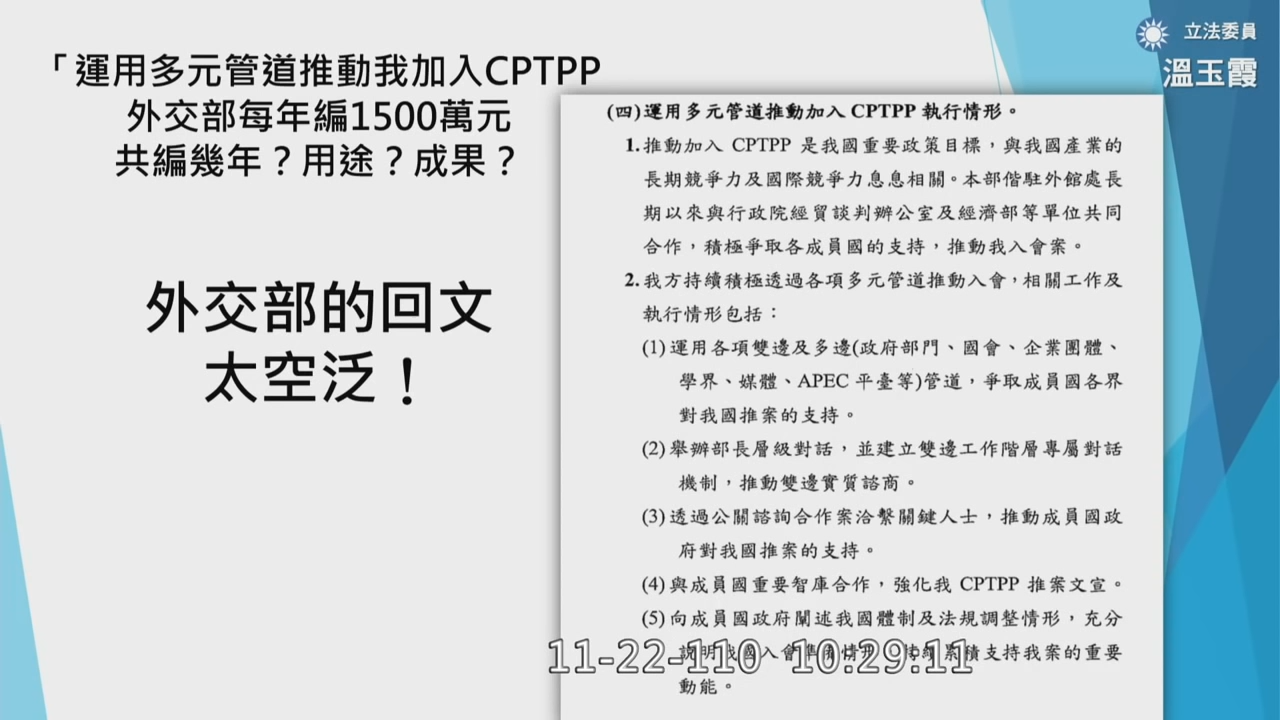 立法委員
溫玉霞
「運用多元管道推動我加入CPTPP
外交部每年編1500萬元
共編幾年？用途？成果？
外交部的回文
太空泛！
(四)運用多元管道推動加入 CPTPP 執行情形。
1.推動加入 CPTPP 是我國重要政策目標，與我國產業的
長期競爭力及國際競爭力息息相關。本部偕駐外館處長
期以來與行政院經貿談判辦公室及經濟部等單位共同
合作，積極爭取各成員國的支持，推動我入會案。
2.我方持續積極透過各項多元管道推動入會，相關工作及
執行情形包括：
(1)運用各項雙邊及多邊(政府部門、國會、企業團體、
學界、媒體、APEC 平臺等)管道，爭取成員國各界
對我國推案的支持。
(2)舉辦部長層級對話，並建立雙邊工作階層專屬對話
機制，推動雙邊實質諮商。
(3)透過公關諮詢合作案洽繫關鍵人士，推動成員國政
府對我國推案的支持。
(4)與成員國重要智庫合作，強化我 CPTPP 推案文宣。
(5)向成員國政府闡述我國體制及法規調整情形，充分
說明我國入會準備情形，持續累積支持我案的重要
動能。
11-22-110 10:29:11